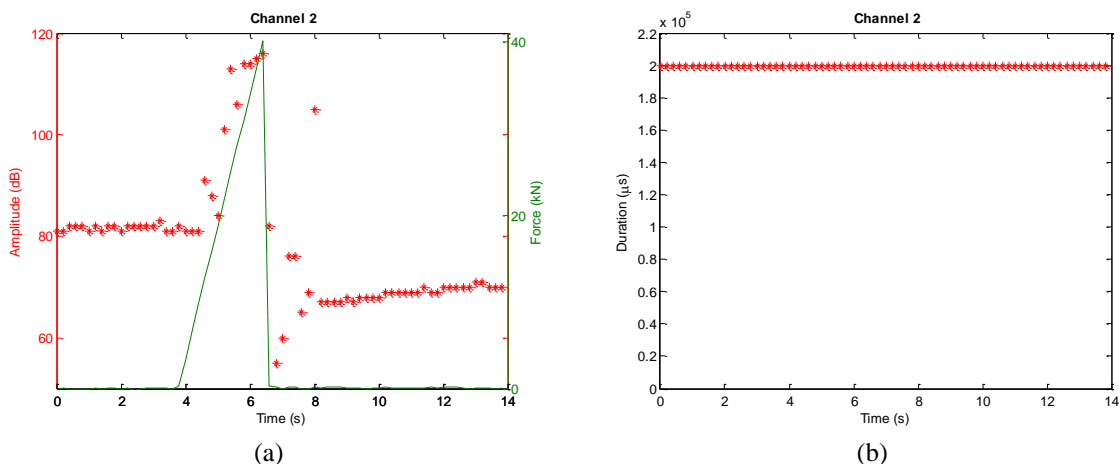 Channel 2
120
100
80
60
Amplitude (dB)
40
20
0
Force (kN)
0 2 4 6 8 10 12 14
Time (s)
(a)
x 10⁵
Channel 2
2.2
2
1.8
1.6
1.4
1.2
1
0.8
0.6
0.4
0.2
0
Duration (μs)
0 2 4 6 8 10 12 14
Time (s)
(b)